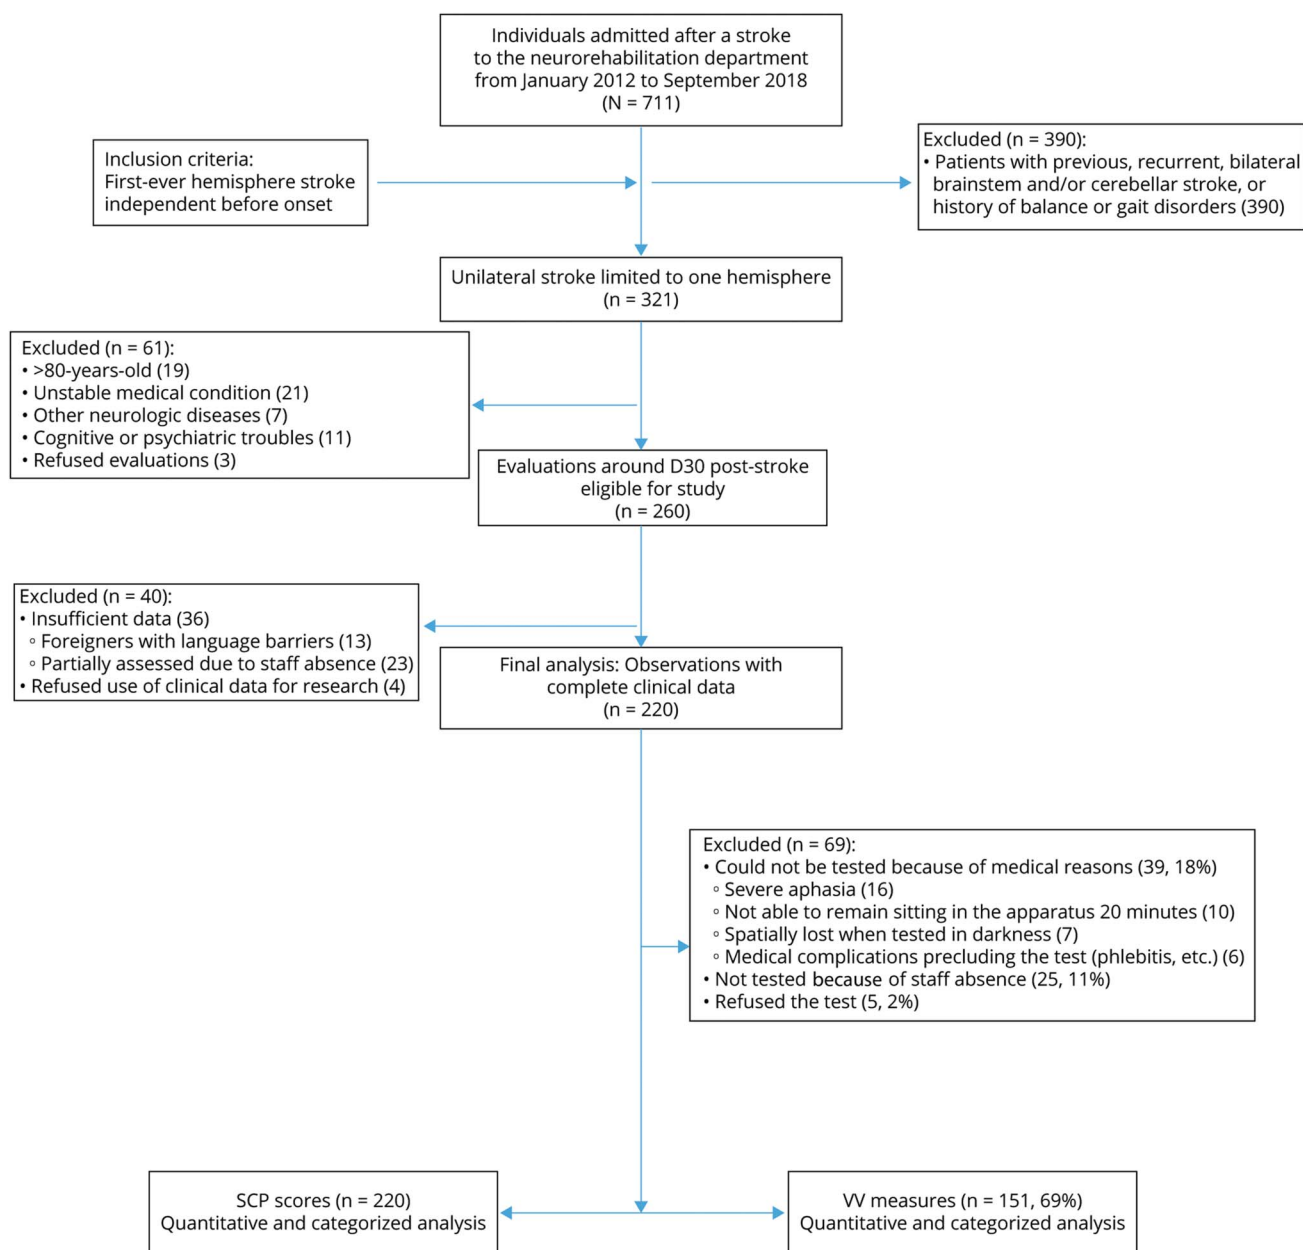 Individuals admitted after a stroke
to the neurorehabilitation department
from January 2012 to September 2018
(N = 711)
Inclusion criteria:
First-ever hemisphere stroke
independent before onset
Excluded (n = 390):
• Patients with previous, recurrent, bilateral
brainstem and/or cerebellar stroke, or
history of balance or gait disorders (390)
Unilateral stroke limited to one hemisphere
(n = 321)
Excluded (n = 61):
• >80-years-old (19)
• Unstable medical condition (21)
• Other neurologic diseases (7)
• Cognitive or psychiatric troubles (11)
• Refused evaluations (3)
Evaluations around D30 post-stroke
eligible for study
(n = 260)
Excluded (n = 40):
• Insufficient data (36)
◦ Foreigners with language barriers (13)
◦ Partially assessed due to staff absence (23)
• Refused use of clinical data for research (4)
Final analysis: Observations with
complete clinical data
(n = 220)
Excluded (n = 69):
• Could not be tested because of medical reasons (39, 18%)
◦ Severe aphasia (16)
◦ Not able to remain sitting in the apparatus 20 minutes (10)
◦ Spatially lost when tested in darkness (7)
◦ Medical complications precluding the test (phlebitis, etc.) (6)
• Not tested because of staff absence (25, 11%)
• Refused the test (5, 2%)
SCP scores (n = 220)
Quantitative and categorized analysis
VV measures (n = 151, 69%)
Quantitative and categorized analysis